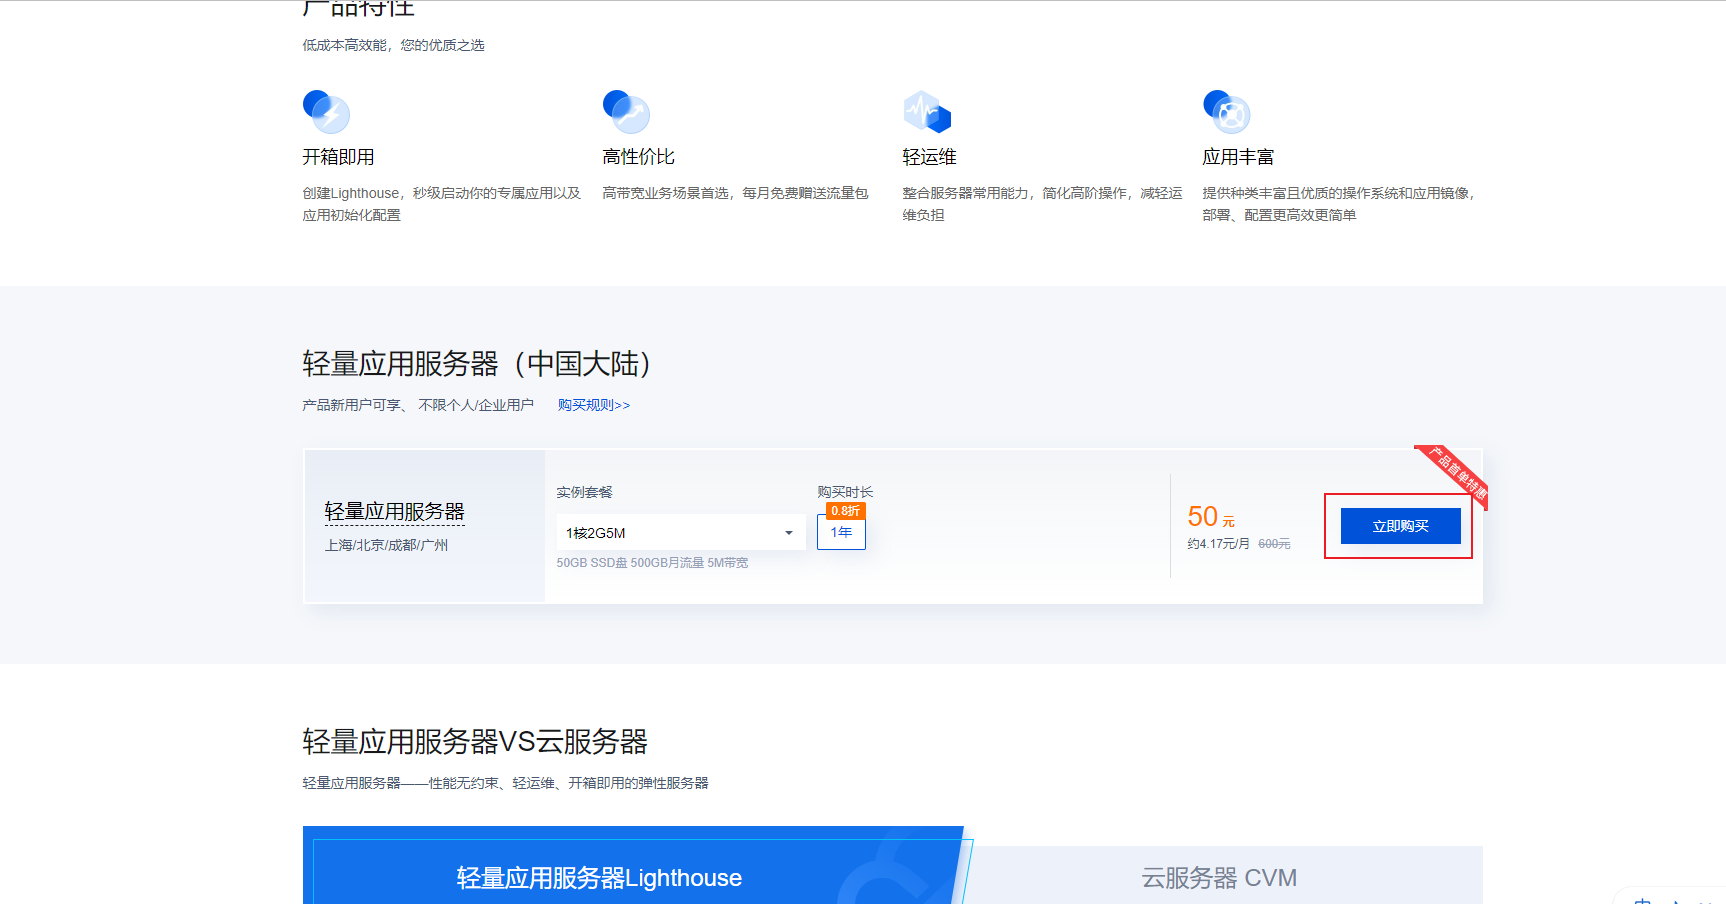 产品特性
低成本高效能，您的优质之选
开箱即用
创建Lighthouse，秒级启动你的专属应用以及
应用初始化配置
高性价比
高带宽业务场景首选，每月免费赠送流量包
轻运维
整合服务器常用能力，简化高阶操作，减轻运
维负担
应用丰富
提供种类丰富且优质的操作系统和应用镜像，
部署、配置更高效更简单
轻量应用服务器（中国大陆）
产品新用户可享、 不限个人/企业用户 购买规则>>
产品首单特惠
轻量应用服务器
上海/北京/成都/广州
实例套餐
1核2G5M
50GB SSD盘 500GB月流量 5M带宽
购买时长
0.8折
1年
50 元
约4.17元/月 600元
立即购买
轻量应用服务器VS云服务器
轻量应用服务器——性能无约束、轻运维、开箱即用的弹性服务器
轻量应用服务器Lighthouse
云服务器 CVM